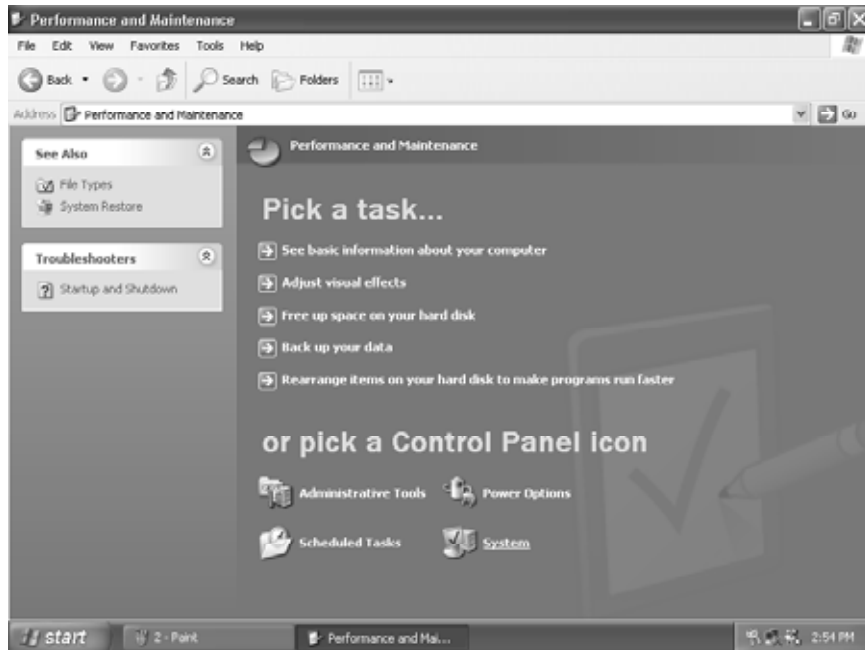 Performance and Maintenance
File Edit View Favorites Tools Help
Back Search Folders
Address Performance and Maintenance Go
See Also
File Types
System Restore
Troubleshooters
Startup and Shutdown
Performance and Maintenance
Pick a task...
See basic information about your computer
Adjust visual effects
Free up space on your hard disk
Back up your data
Rearrange items on your hard disk to make programs run faster
or pick a Control Panel icon
Administrative Tools Power Options
Scheduled Tasks System
start 2 - Paint Performance and Mai... 2:54 PM